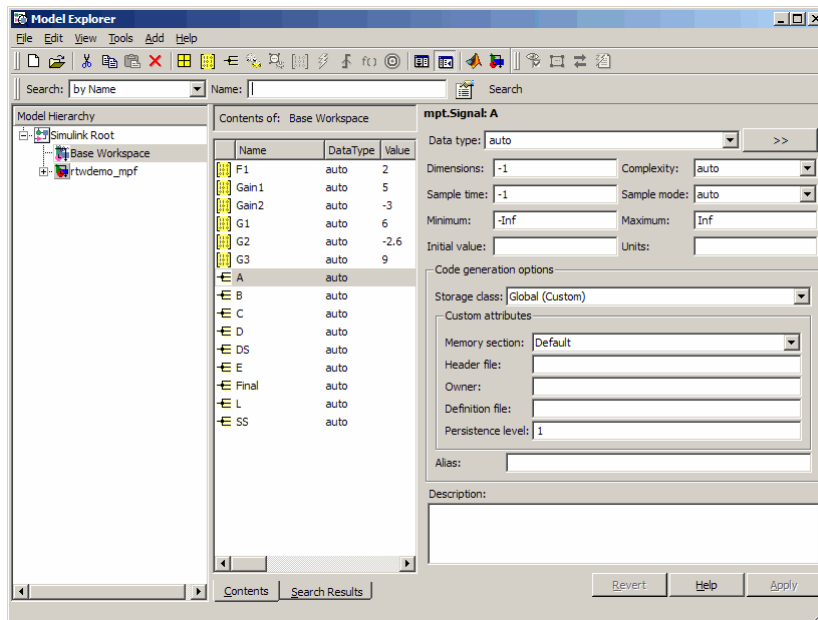 Model Explorer
File Edit View Tools Add Help
f()
Search: by Name Name: Search
Model Hierarchy
Simulink Root
Base Workspace
rtwdemo_mpf
Contents of: Base Workspace
Name DataType Value
F1 auto 2
Gain1 auto 5
Gain2 auto -3
G1 auto 6
G2 auto -2.6
G3 auto 9
A auto
B auto
C auto
D auto
DS auto
E auto
Final auto
L auto
SS auto
Contents Search Results
mpt.Signal: A
Data type: auto >>
Dimensions: -1 Complexity: auto
Sample time: -1 Sample mode: auto
Minimum: -Inf Maximum: Inf
Initial value: Units:
Code generation options
Storage class: Global (Custom)
Custom attributes
Memory section: Default
Header file:
Owner:
Definition file:
Persistence level: 1
Alias:
Description:
Revert Help Apply